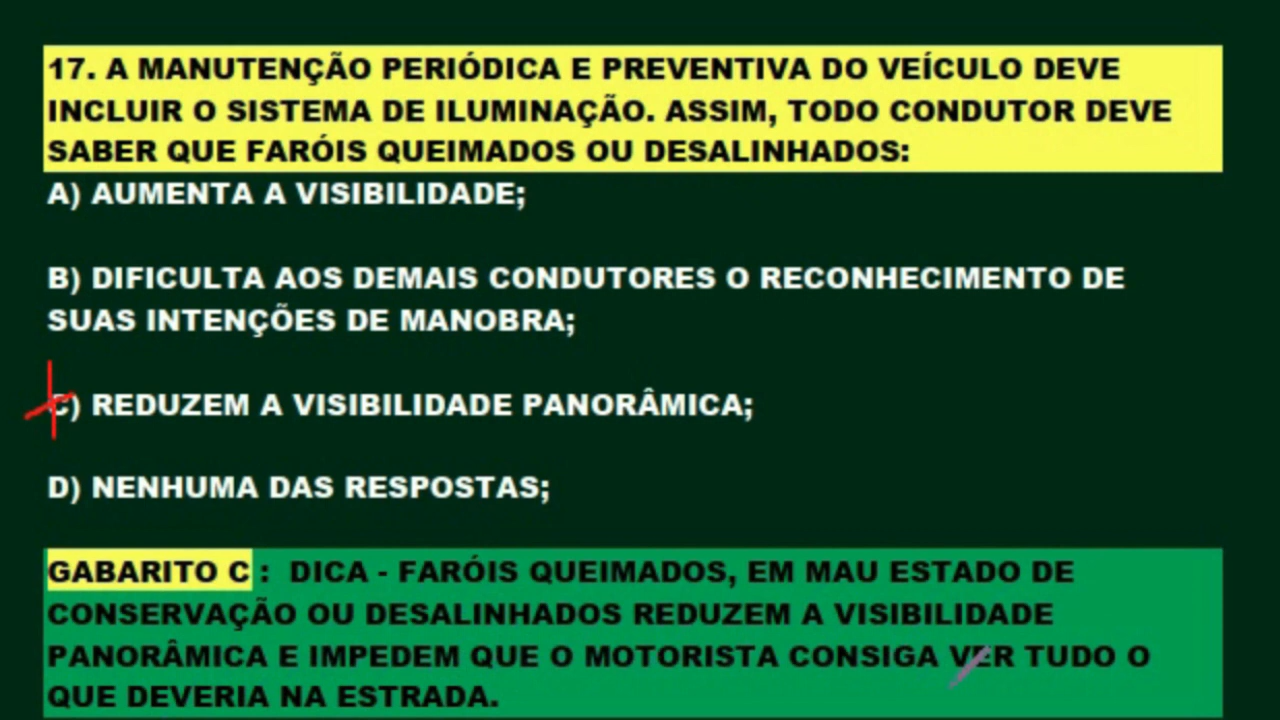 17. A MANUTENÇÃO PERIÓDICA E PREVENTIVA DO VEÍCULO DEVE
INCLUIR O SISTEMA DE ILUMINAÇÃO. ASSIM, TODO CONDUTOR DEVE
SABER QUE FARÓIS QUEIMADOS OU DESALINHADOS:
A) AUMENTA A VISIBILIDADE;
B) DIFICULTA AOS DEMAIS CONDUTORES O RECONHECIMENTO DE
SUAS INTENÇÕES DE MANOBRA;
C) REDUZEM A VISIBILIDADE PANORÂMICA;
D) NENHUMA DAS RESPOSTAS;
GABARITO C : DICA - FARÓIS QUEIMADOS, EM MAU ESTADO DE
CONSERVAÇÃO OU DESALINHADOS REDUZEM A VISIBILIDADE
PANORÂMICA E IMPEDEM QUE O MOTORISTA CONSIGA VER TUDO O
QUE DEVERIA NA ESTRADA.